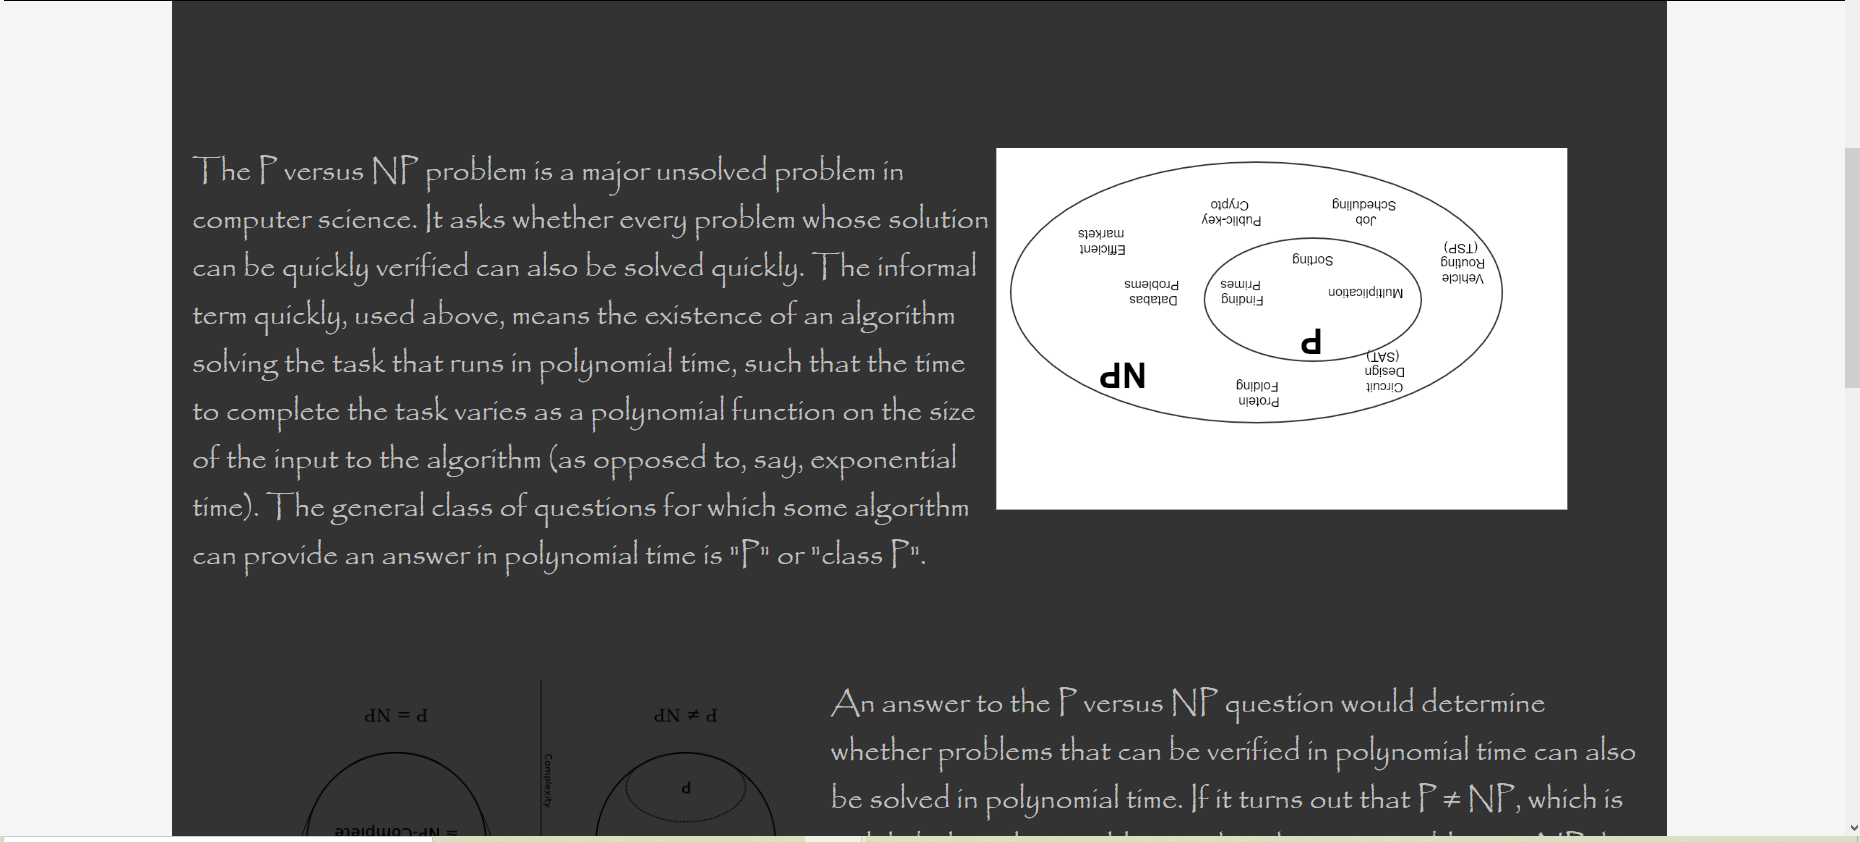 The P versus NP problem is a major unsolved problem in
computer science. It asks whether every problem whose solution
can be quickly verified can also be solved quickly. The informal
term quickly, used above, means the existence of an algorithm
solving the task that runs in polynomial time, such that the time
to complete the task varies as a polynomial function on the size
of the input to the algorithm (as opposed to, say, exponential
time). The general class of questions for which some algorithm
can provide an answer in polynomial time is "P" or "class P".
Efficient
markets
Public-key
Crypto
Job
Scheduling
Vehicle
Routing
(TSP)
Databas
Problems
Sorting
Finding
Primes
Multiplication
P
NP
Protein
Folding
Circuit
Design
(SAT)
P = NP
P ≠ NP
Complexity
P
= NP-Complete
An answer to the P versus NP question would determine
whether problems that can be verified in polynomial time can also
be solved in polynomial time. If it turns out that P ≠ NP, which is